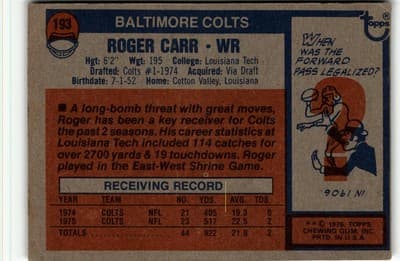 193
BALTIMORE COLTS
ROGER CARR - WR
Hgt: 6'2" Wgt: 195 College: Louisiana Tech
Drafted: Colts #1-1974 Acquired: Via Draft
Birthdate: 7-1-52 Home: Cotton Valley, Louisiana
A long-bomb threat with great moves,
Roger has been a key receiver for Colts
the past 2 seasons. His career statistics at
Louisiana Tech included 114 catches for
over 2700 yards & 19 touchdowns. Roger
played in the East-West Shrine Game.
RECEIVING RECORD
YEAR TEAM NO. YDS. AVG. TDS
1974 COLTS NFL 21 405 19.3 0
1975 COLTS NFL 23 517 22.5 2
TOTALS 44 922 21.0 2
Topps
WHEN
WAS THE
FORWARD
PASS LEGALIZED?
IN 1906
** © 1976 TOPPS
CHEWING GUM, INC.
PRTD. IN U.S.A.